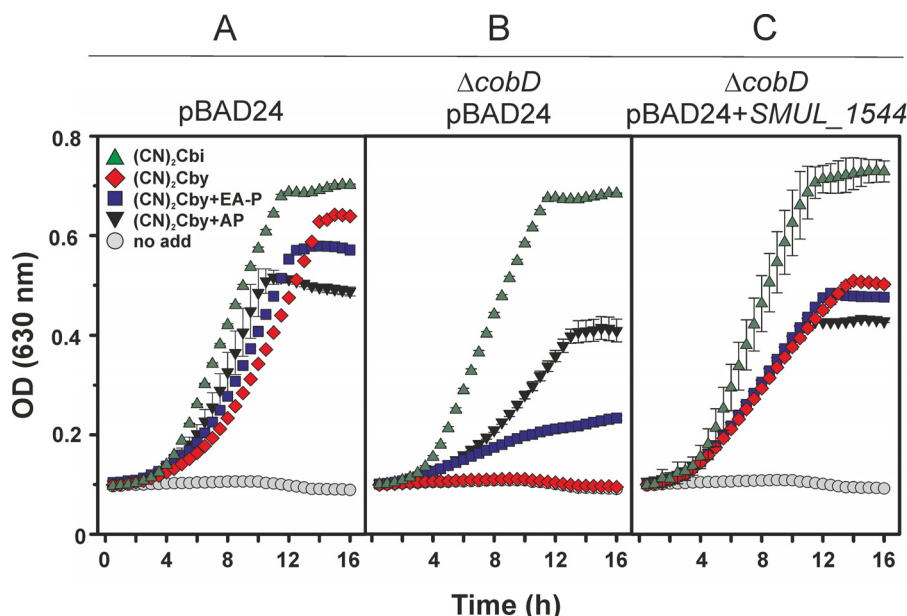 A B C
ΔcobD ΔcobD
pBAD24 pBAD24 pBAD24+SMUL_1544
0.8
(CN)₂Cbi
(CN)₂Cby
(CN)₂Cby+EA-P
(CN)₂Cby+AP
no add
0.6
0.4
0.2
0
OD (630 nm)
0 4 8 12 16 4 8 12 16 4 8 12 16
Time (h)